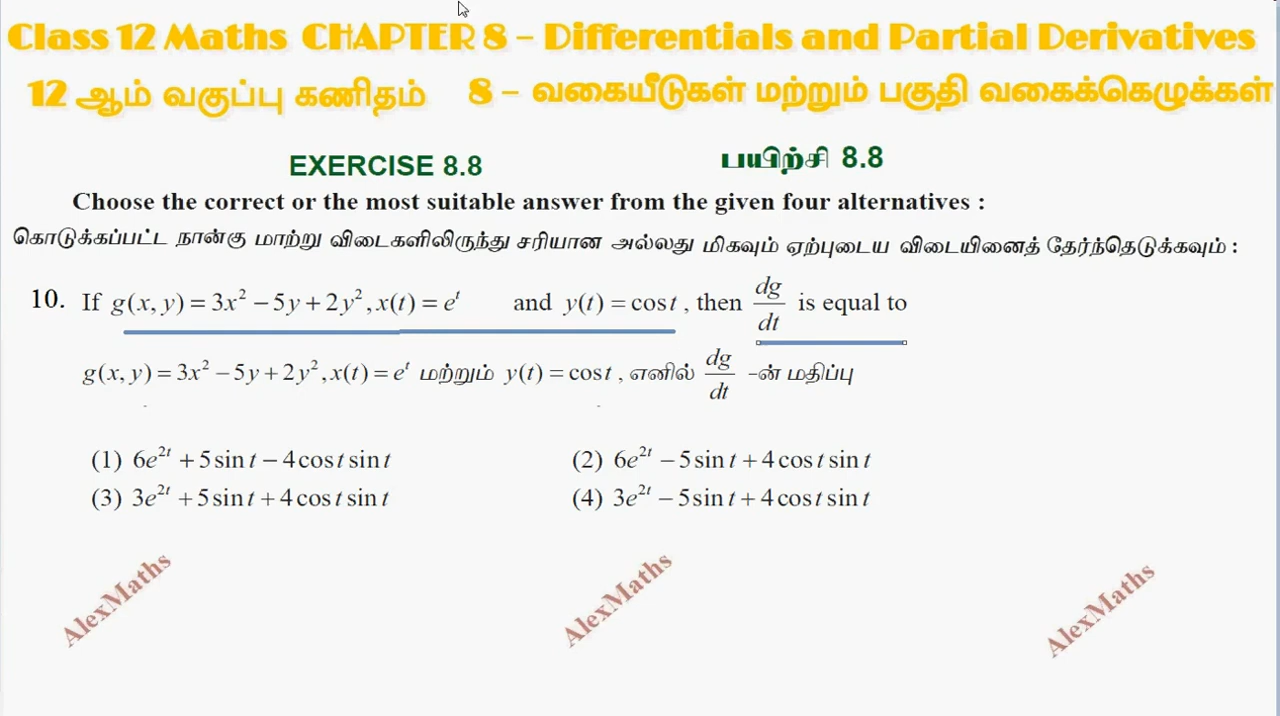 Class 12 Maths CHAPTER 8 – Differentials and Partial Derivatives
12 ஆம் வகுப்பு கணிதம் 8 – வகையீடுகள் மற்றும் பகுதி வகைக்கெழுக்கள்
EXERCISE 8.8 பயிற்சி 8.8
Choose the correct or the most suitable answer from the given four alternatives :
கொடுக்கப்பட்ட நான்கு மாற்று விடைகளிலிருந்து சரியான அல்லது மிகவும் ஏற்புடைய விடையினைத் தேர்ந்தெடுக்கவும் :
10. If g(x, y) = 3x² − 5y + 2y², x(t) = eᵗ and y(t) = cos t, then dg/dt is equal to
g(x, y) = 3x² − 5y + 2y², x(t) = eᵗ மற்றும் y(t) = cos t, எனில் dg/dt -ன் மதிப்பு
(1) 6e²ᵗ + 5 sin t − 4 cos t sin t (2) 6e²ᵗ − 5 sin t + 4 cos t sin t
(3) 3e²ᵗ + 5 sin t + 4 cos t sin t (4) 3e²ᵗ − 5 sin t + 4 cos t sin t
AlexMaths AlexMaths AlexMaths